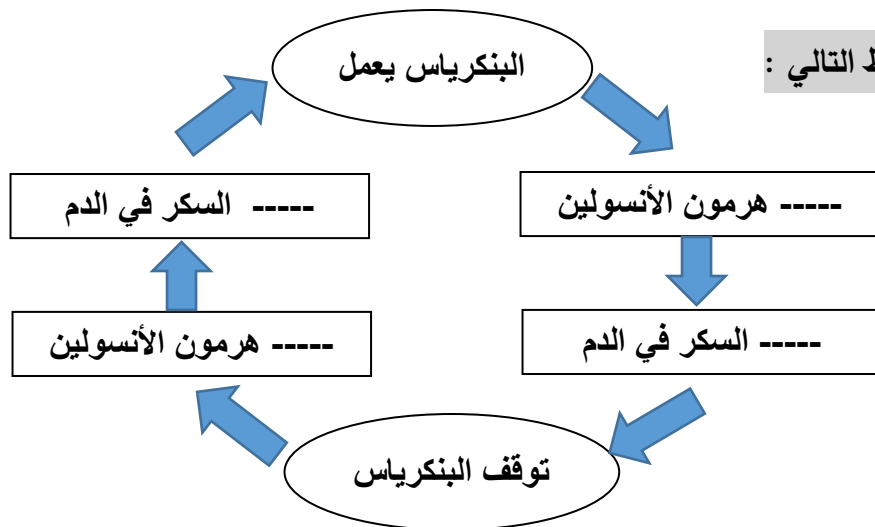 التالي :
البنكرياس يعمل
----- هرمون الأنسولين
----- السكر في الدم
توقف البنكرياس
----- هرمون الأنسولين
----- السكر في الدم